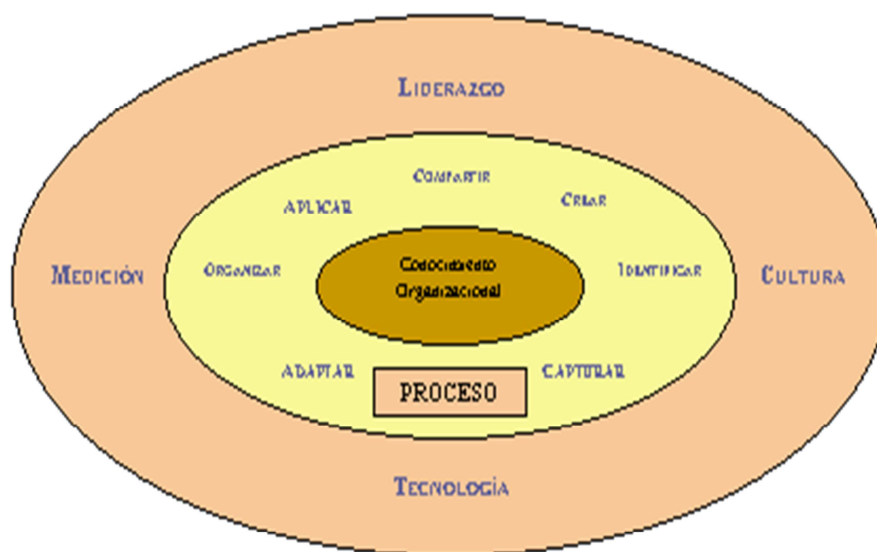 LIDERAZGO
COMPARTIR
APLICAR
CREAR
MEDICIÓN
ORGANIZAR
Conocimiento
Organizacional
IDENTIFICAR
CULTURA
ADAPTAR
PROCESO
CAPTURAR
TECNOLOGÍA